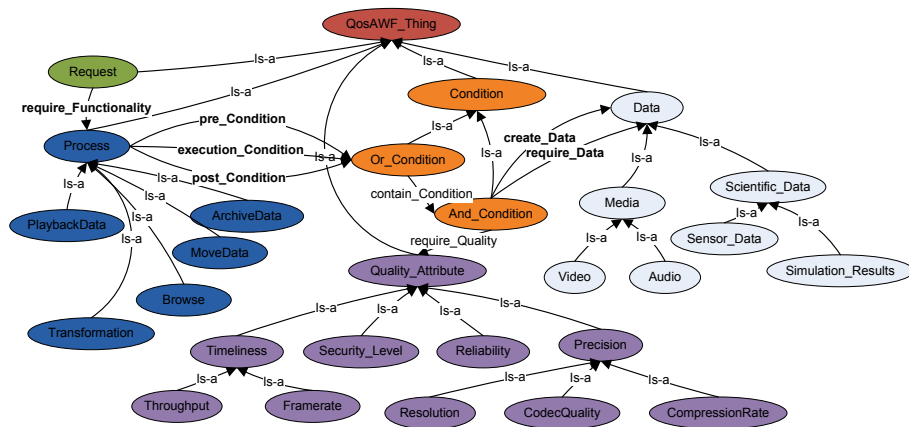 QosAWF_Thing
Is-a
Is-a
Is-a
Is-a
Is-a
Request
require_Functionality
Condition
Data
Process
pre_Condition
execution_Condition
post_Condition
Is-a
Is-a
Or_Condition
create_Data
require_Data
Is-a
Is-a
contain_Condition
And_Condition
Is-a
Is-a
Is-a
Is-a
Is-a
PlaybackData
ArchiveData
MoveData
Browse
Transformation
Media
Scientific_Data
Is-a
Is-a
Is-a
Is-a
Sensor_Data
Video
Audio
Simulation_Results
require_Quality
Quality_Attribute
Is-a
Is-a
Is-a
Is-a
Timeliness
Security_Level
Reliability
Precision
Is-a
Is-a
Is-a
Is-a
Is-a
Throughput
Framerate
Resolution
CodecQuality
CompressionRate